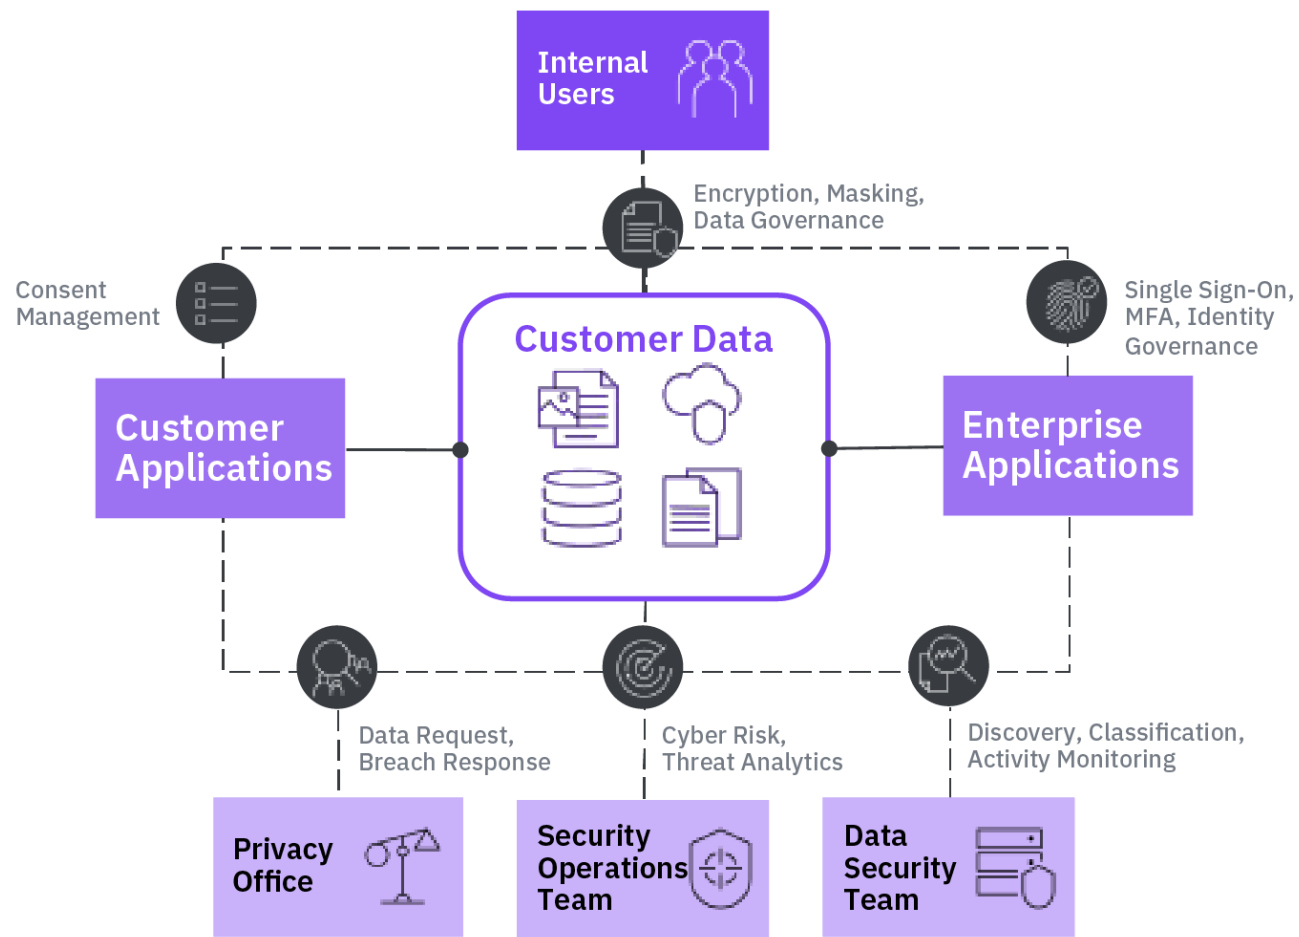 Internal
Users
Encryption, Masking,
Data Governance
Consent
Management
Single Sign-On,
MFA, Identity
Governance
Customer Data
Customer
Applications
Enterprise
Applications
Data Request,
Breach Response
Cyber Risk,
Threat Analytics
Discovery, Classification,
Activity Monitoring
Privacy
Office
Security
Operations
Team
Data
Security
Team